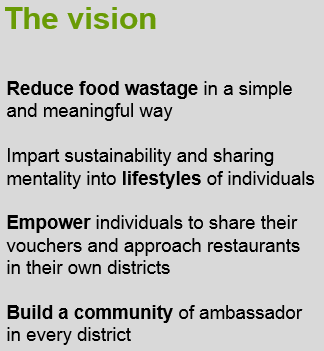 The vision
Reduce food wastage in a simple
and meaningful way
Impart sustainability and sharing
mentality into lifestyles of individuals
Empower individuals to share their
vouchers and approach restaurants
in their own districts
Build a community of ambassador
in every district